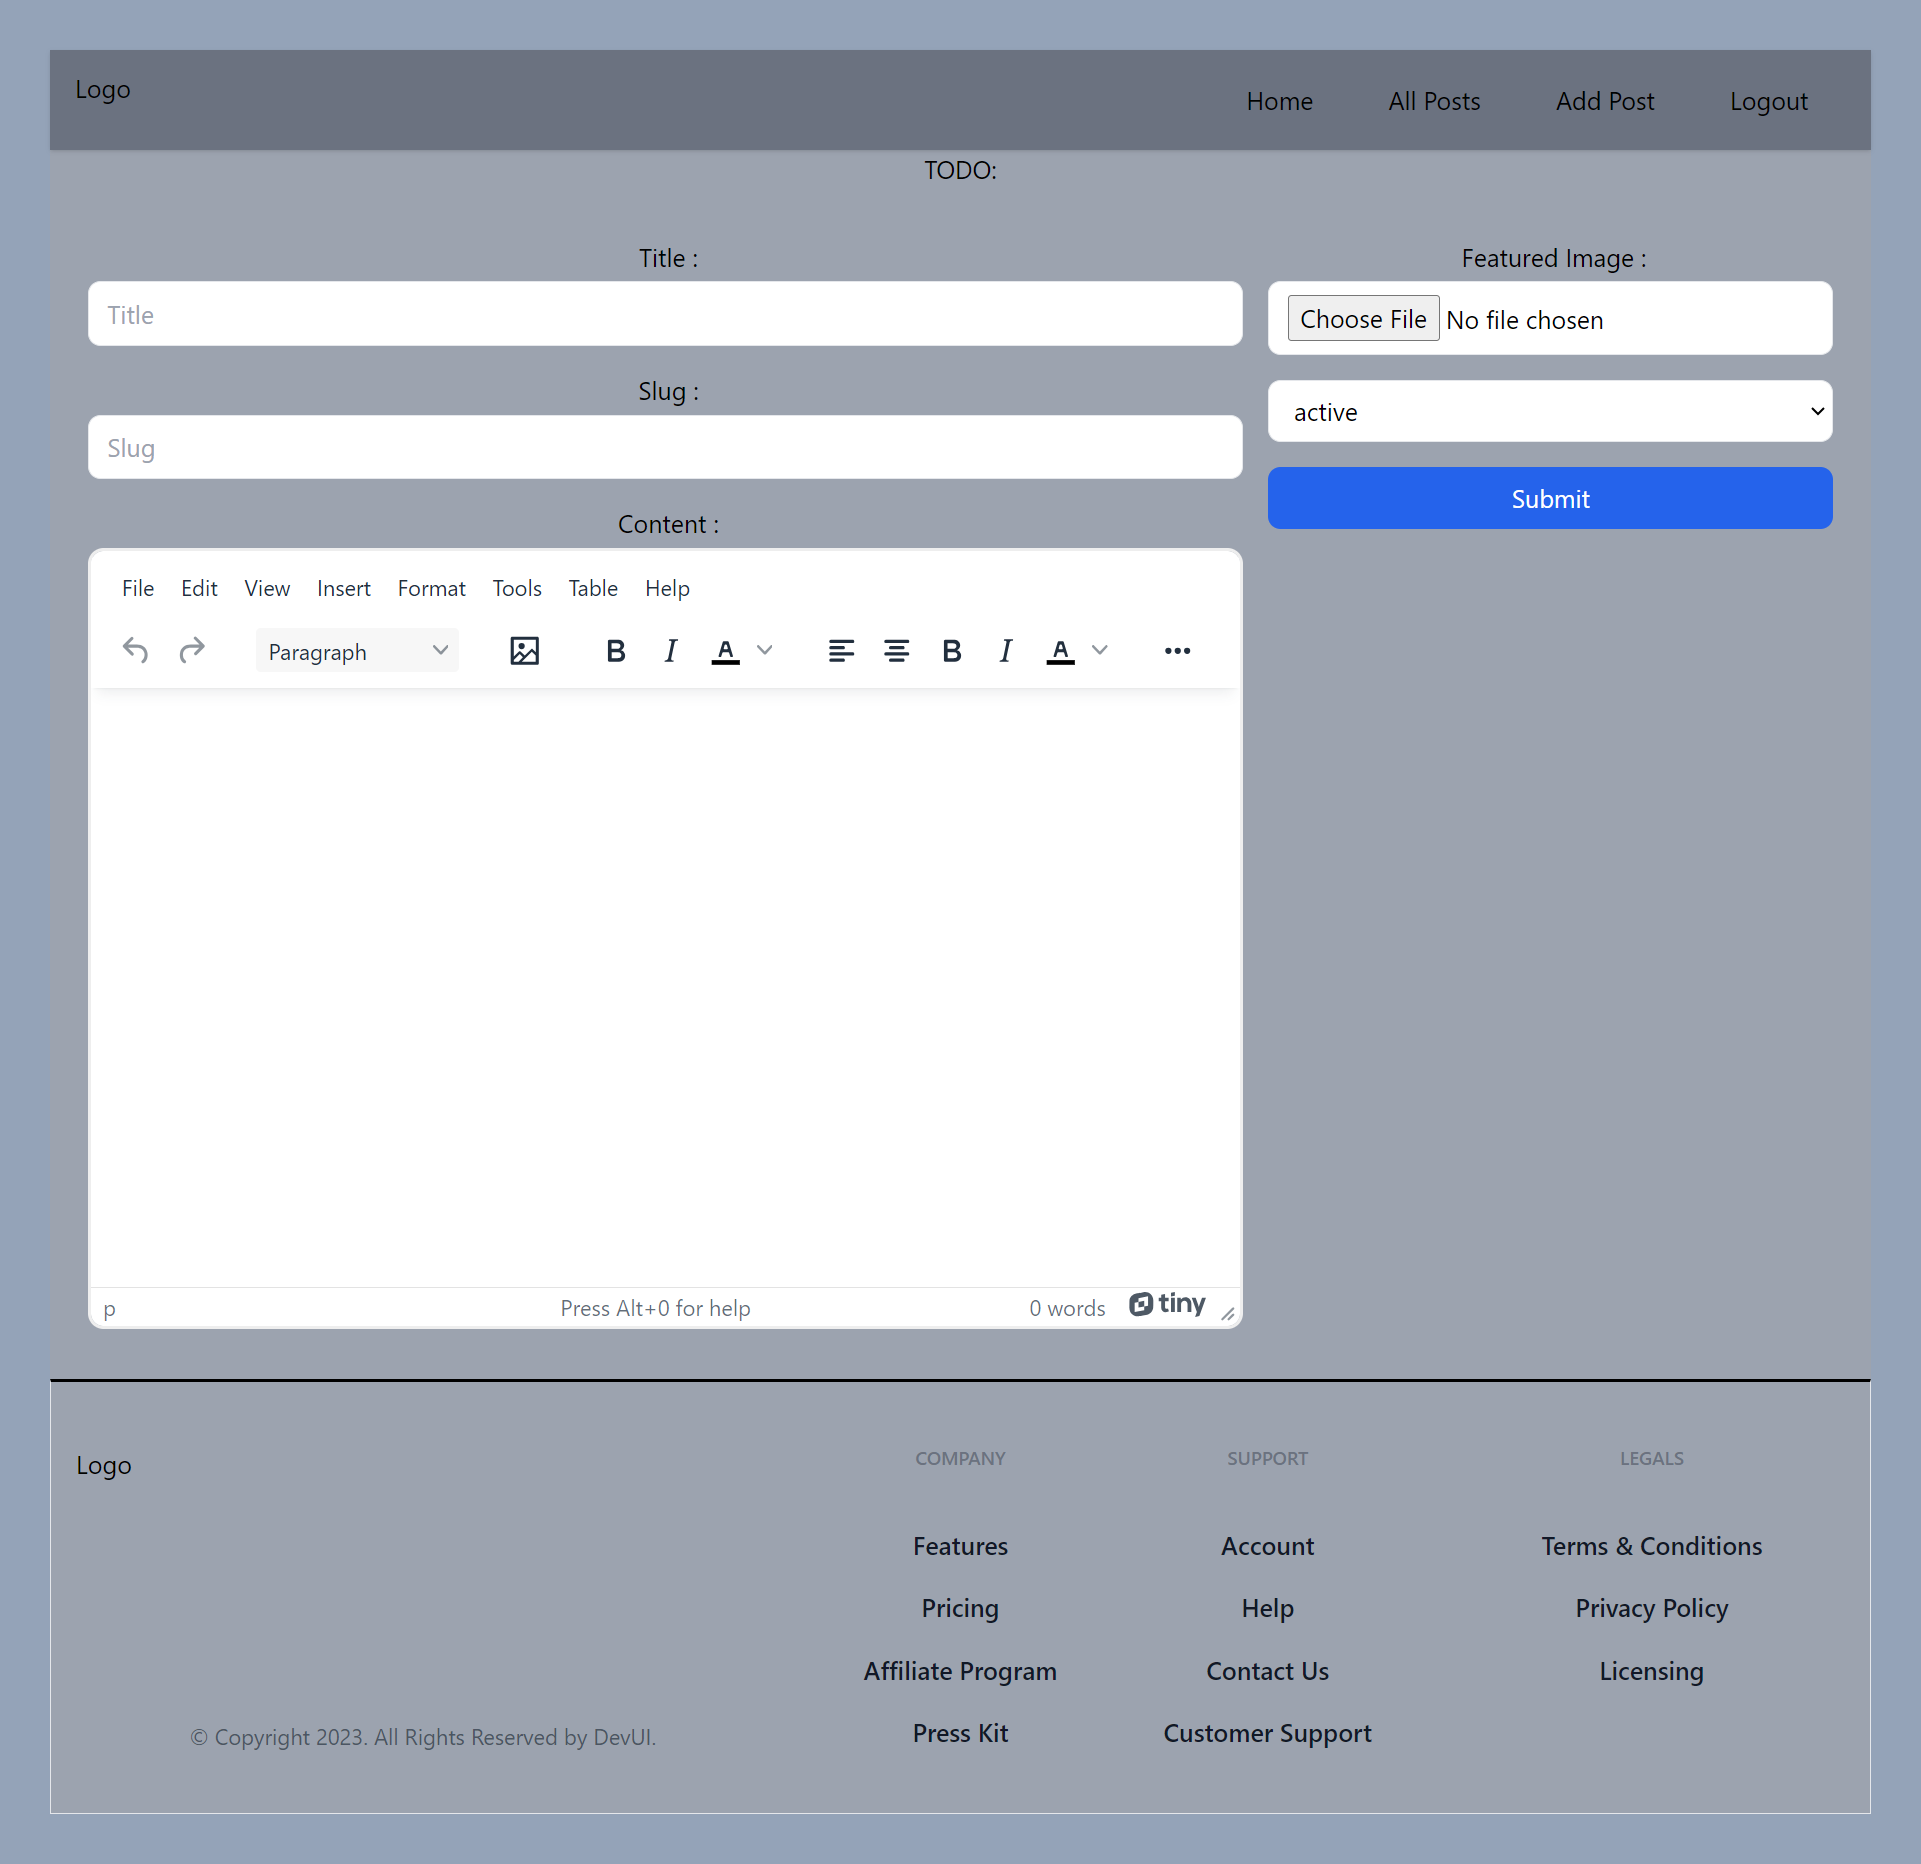 Logo
Home All Posts Add Post Logout
TODO:
Title :
Title
Slug :
Slug
Content :
File Edit View Insert Format Tools Table Help
Paragraph B I A B I A
p Press Alt+0 for help 0 words tiny
Featured Image :
Choose File No file chosen
active
Submit
Logo
© Copyright 2023. All Rights Reserved by DevUI.
COMPANY
Features
Pricing
Affiliate Program
Press Kit
SUPPORT
Account
Help
Contact Us
Customer Support
LEGALS
Terms & Conditions
Privacy Policy
Licensing